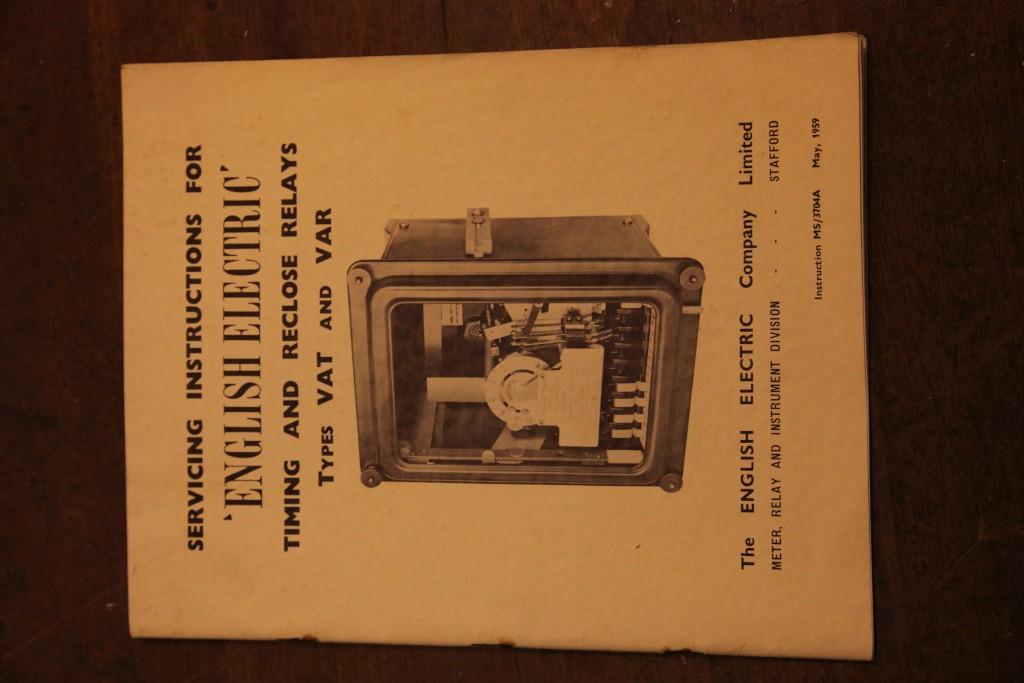 SERVICING INSTRUCTIONS FOR
'ENGLISH ELECTRIC'
TIMING AND RECLOSE RELAYS
TYPES VAT AND VAR
The ENGLISH ELECTRIC Company Limited
METER, RELAY AND INSTRUMENT DIVISION - - - STAFFORD
Instruction MS/3704A May, 1959